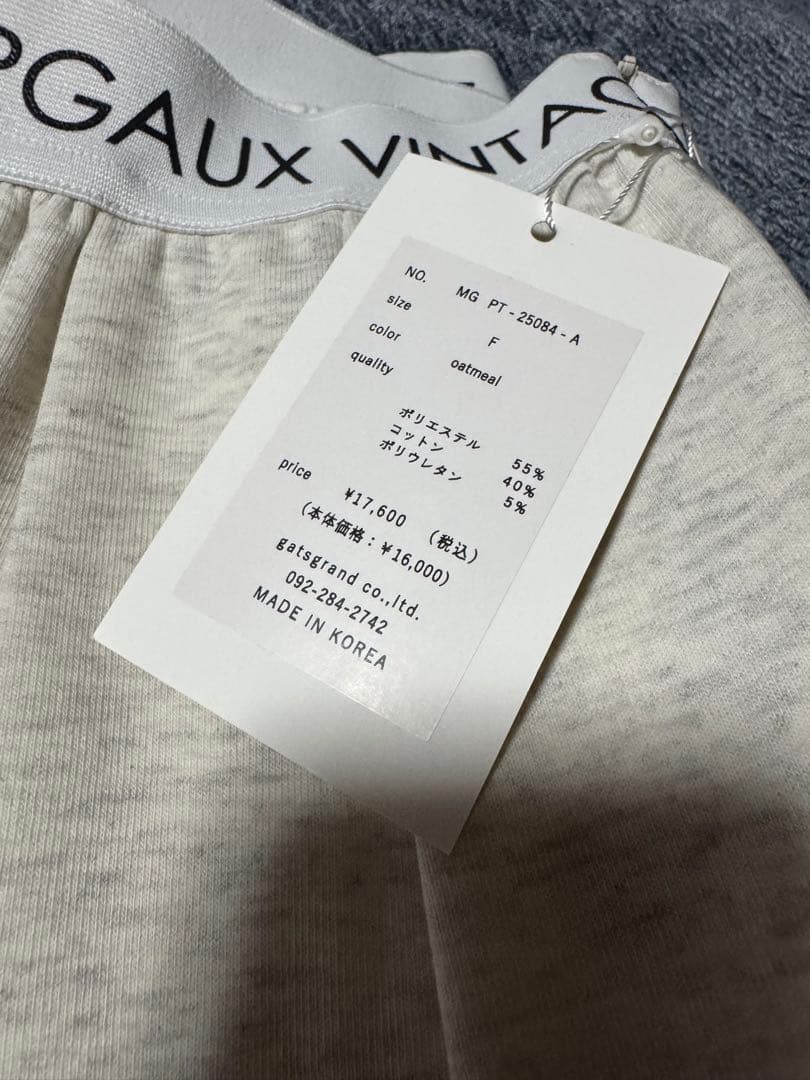 RGAUX VINTAG
NO. MG PT-25084-A
size F
color oatmeal
quality
ポリエステル 55%
コットン 40%
ポリウレタン 5%
price ¥17,600 (税込)
(本体価格:¥16,000)
gatsgrand co.,ltd.
092-284-2742
MADE IN KOREA